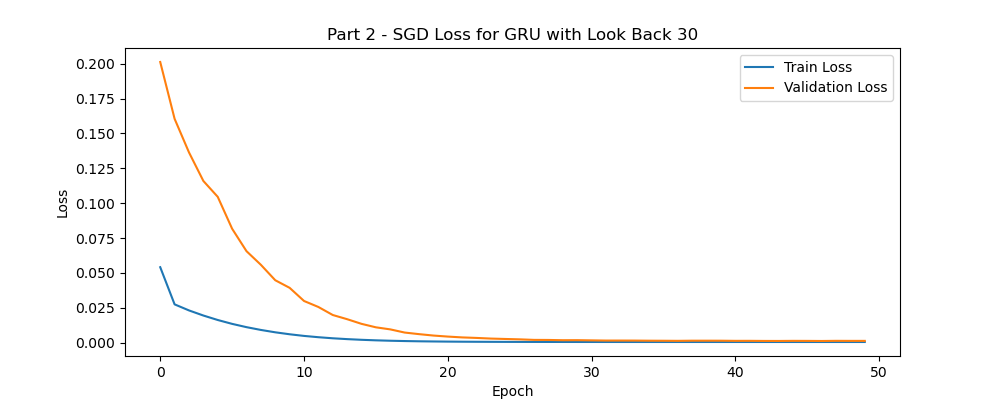 Part 2 - SGD Loss for GRU with Look Back 30
Train Loss
Validation Loss
0.200
0.175
0.150
0.125
0.100
0.075
0.050
0.025
0.000
Loss
0 10 20 30 40 50
Epoch